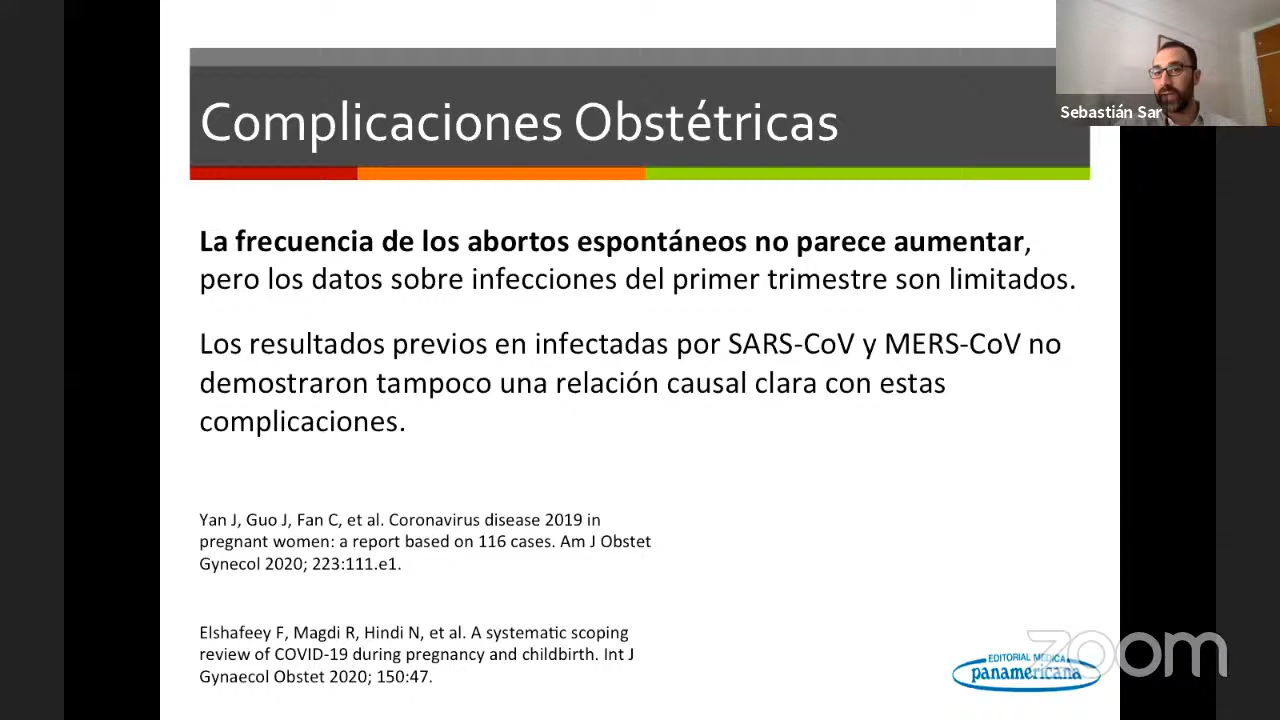 Complicaciones Obstétricas
Sebastián Sar
La frecuencia de los abortos espontáneos no parece aumentar,
pero los datos sobre infecciones del primer trimestre son limitados.
Los resultados previos en infectadas por SARS-CoV y MERS-CoV no
demostraron tampoco una relación causal clara con estas
complicaciones.
Yan J, Guo J, Fan C, et al. Coronavirus disease 2019 in
pregnant women: a report based on 116 cases. Am J Obstet
Gynecol 2020; 223:111.e1.
Elshafeey F, Magdi R, Hindi N, et al. A systematic scoping
review of COVID-19 during pregnancy and childbirth. Int J
Gynaecol Obstet 2020; 150:47.
EDITORIAL MEDICA
panamericana
zoom